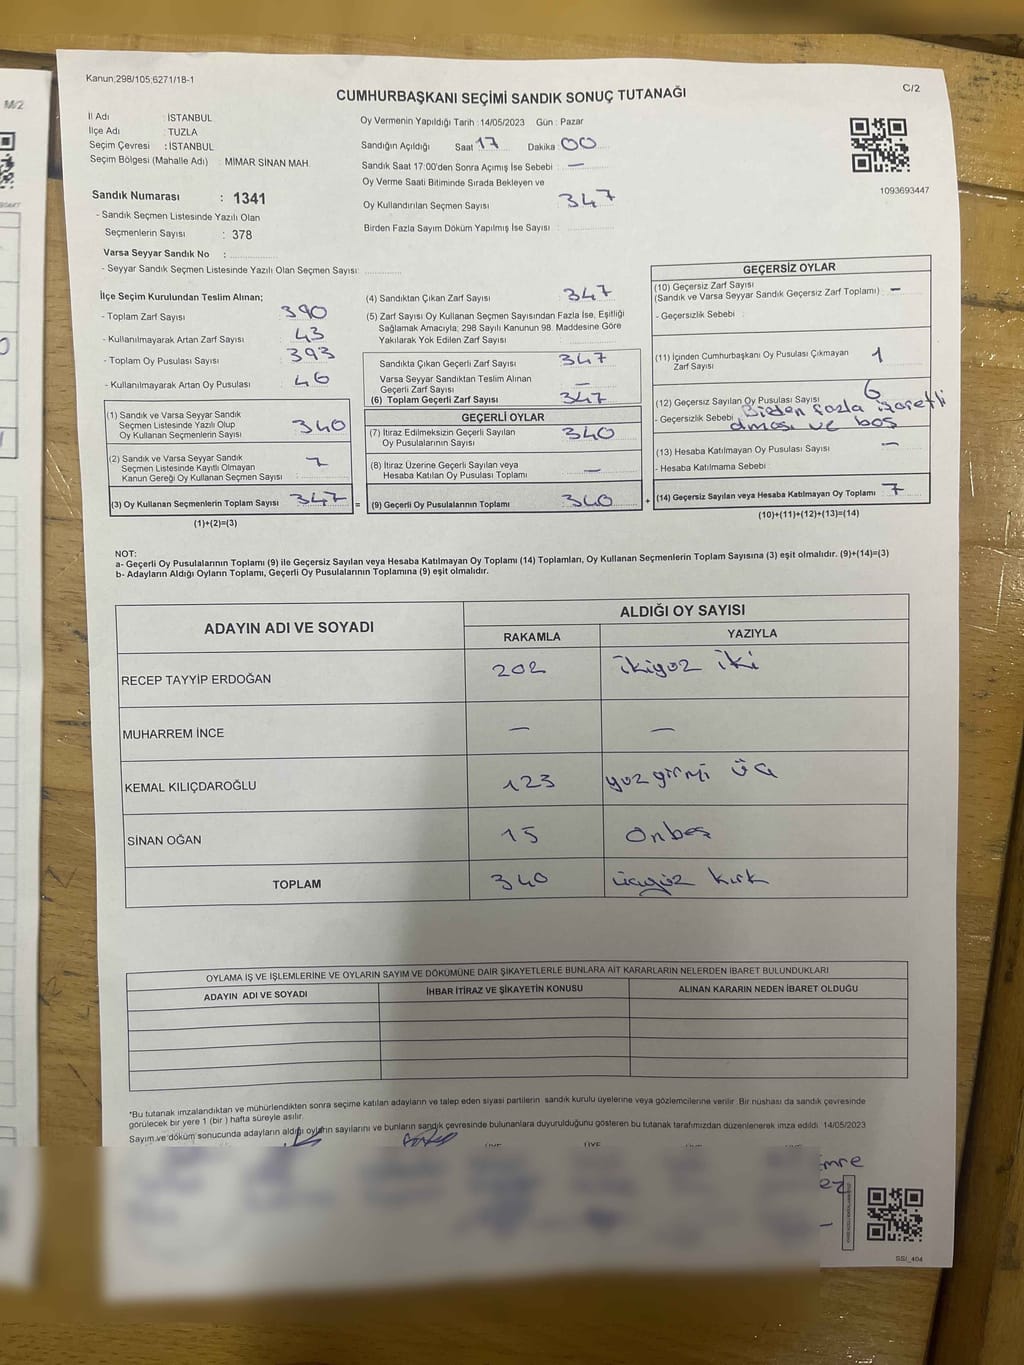 M/2
Kanun,298/105;6271/18-1
C/2
CUMHURBAŞKANI SEÇİMİ SANDIK SONUÇ TUTANAĞI
İl Adı : İSTANBUL
İlçe Adı : TUZLA
Seçim Çevresi : İSTANBUL
Seçim Bölgesi (Mahalle Adı) : MİMAR SİNAN MAH.
Sandık Numarası : 1341
- Sandık Seçmen Listesinde Yazılı Olan
Seçmenlerin Sayısı : 378
Varsa Seyyar Sandık No :
- Seyyar Sandık Seçmen Listesinde Yazılı Olan Seçmen Sayısı:
Oy Vermenin Yapıldığı Tarih : 14/05/2023 Gün : Pazar
Sandığın Açıldığı Saat 17 Dakika : 00
Sandık Saat 17:00'den Sonra Açımış İse Sebebi : —
Oy Verme Saati Bitiminde Sırada Bekleyen ve
Oy Kullandırılan Seçmen Sayısı : 347
Birden Fazla Sayım Döküm Yapılmış İse Sayısı :
1093693447
İlçe Seçim Kurulundan Teslim Alınan;
- Toplam Zarf Sayısı : 390
- Kullanılmayarak Artan Zarf Sayısı : 43
- Toplam Oy Pusulası Sayısı : 393
- Kullanılmayarak Artan Oy Pusulası : 46
(1) Sandık ve Varsa Seyyar Sandık
Seçmen Listesinde Yazılı Olup
Oy Kullanan Seçmenlerin Sayısı : 340
(2) Sandık ve Varsa Seyyar Sandık
Seçmen Listesinde Kayıtlı Olmayan
Kanun Gereği Oy Kullanan Seçmen Sayısı : 7
(3) Oy Kullanan Seçmenlerin Toplam Sayısı : 347 =
(1)+(2)=(3)
(4) Sandıktan Çıkan Zarf Sayısı : 347
(5) Zarf Sayısı Oy Kullanan Seçmen Sayısından Fazla İse, Eşitliği
Sağlamak Amacıyla; 298 Sayılı Kanunun 98. Maddesine Göre
Yakılarak Yok Edilen Zarf Sayısı :
Sandıkta Çıkan Geçerli Zarf Sayısı : 347
Varsa Seyyar Sandıktan Teslim Alınan
Geçerli Zarf Sayısı : —
(6) Toplam Geçerli Zarf Sayısı : 347
GEÇERLİ OYLAR
(7) İtiraz Edilmeksizin Geçerli Sayılan
Oy Pusulalarının Sayısı : 340
(8) İtiraz Üzerine Geçerli Sayılan veya
Hesaba Katılan Oy Pusulası Toplamı : —
(9) Geçerli Oy Pusulalarının Toplamı : 340 +
GEÇERSİZ OYLAR
(10) Geçersiz Zarf Sayısı
(Sandık ve Varsa Seyyar Sandık Geçersiz Zarf Toplamı) : —
- Geçersizlik Sebebi :
(11) İçinden Cumhurbaşkanı Oy Pusulası Çıkmayan
Zarf Sayısı : 1
(12) Geçersiz Sayılan Oy Pusulası Sayısı : 6
- Geçersizlik Sebebi : Birden fazla işaretli
olması ve boş
(13) Hesaba Katılmayan Oy Pusulası Sayısı : —
- Hesaba Katılmama Sebebi :
(14) Geçersiz Sayılan veya Hesaba Katılmayan Oy Toplamı : 7
(10)+(11)+(12)+(13)=(14)
NOT:
a- Geçerli Oy Pusulalarının Toplamı (9) ile Geçersiz Sayılan veya Hesaba Katılmayan Oy Toplamı (14) Toplamları, Oy Kullanan Seçmenlerin Toplam Sayısına (3) eşit olmalıdır. (9)+(14)=(3)
b- Adayların Aldığı Oyların Toplamı, Geçerli Oy Pusulalarının Toplamına (9) eşit olmalıdır.
ADAYIN ADI VE SOYADI
ALDIĞI OY SAYISI
RAKAMLA YAZIYLA
RECEP TAYYİP ERDOĞAN 202 ikiyüz iki
MUHARREM İNCE — —
KEMAL KILIÇDAROĞLU 123 yüz yirmi üç
SİNAN OĞAN 15 Onbeş
TOPLAM 340 üçyüz kırk
OYLAMA İŞ VE İŞLEMLERİNE VE OYLARIN SAYIM VE DÖKÜMÜNE DAİR ŞİKAYETLERLE BUNLARA AİT KARARLARIN NELERDEN İBARET BULUNDUKLARI
ADAYIN ADI VE SOYADI İHBAR İTİRAZ VE ŞİKAYETİN KONUSU ALINAN KARARIN NEDEN İBARET OLDUĞU
*Bu tutanak imzalandıktan ve mühürlendikten sonra seçime katılan adayların ve talep eden siyasi partilerin sandık kurulu üyelerine veya gözlemcilerine verilir. Bir nüshası da sandık çevresinde
görülecek bir yere 1 (bir) hafta süreyle asılır.
Sayım ve döküm sonucunda adayların aldığı oyların sayılarını ve bunların sandık çevresinde bulunanlara duyurulduğunu gösteren bu tutanak tarafımızdan düzenlenerek imza edildi. 14/05/2023
SSİ_404